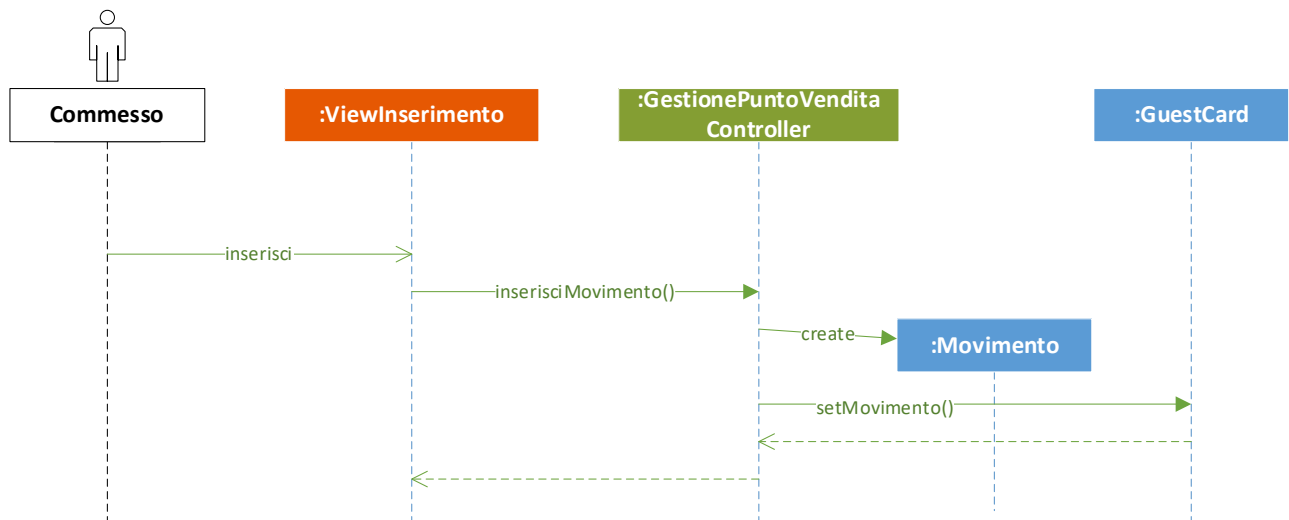 Commesso
:ViewInserimento
:GestionePuntoVendita
Controller
:GuestCard
inserisci
inserisciMovimento()
create
:Movimento
setMovimento()